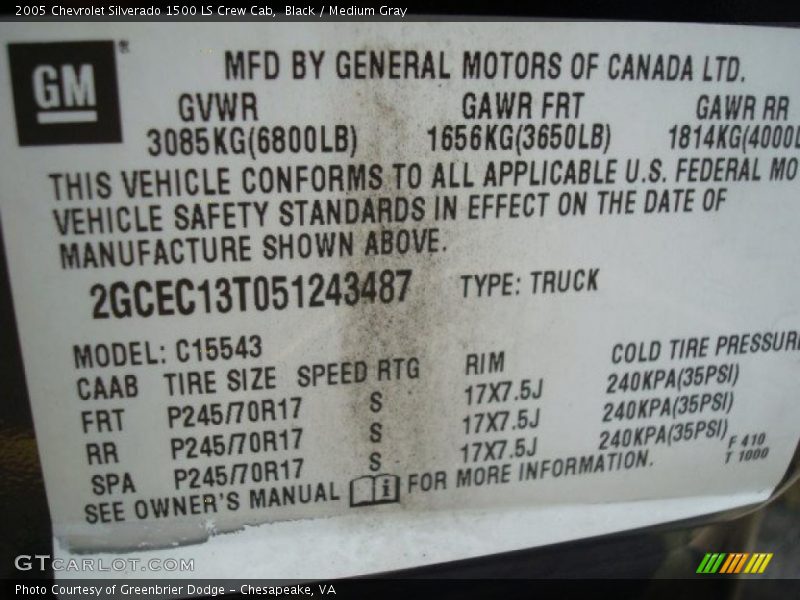 2005 Chevrolet Silverado 1500 LS Crew Cab, Black / Medium Gray
GM ®
MFD BY GENERAL MOTORS OF CANADA LTD.
GVWR GAWR FRT GAWR RR
3085KG(6800LB) 1656KG(3650LB) 1814KG(4000L
THIS VEHICLE CONFORMS TO ALL APPLICABLE U.S. FEDERAL MO
VEHICLE SAFETY STANDARDS IN EFFECT ON THE DATE OF
MANUFACTURE SHOWN ABOVE.
2GCEC13T051243487 TYPE: TRUCK
MODEL: C15543
CAAB TIRE SIZE SPEED RTG RIM COLD TIRE PRESSURE
FRT P245/70R17 S 17X7.5J 240KPA(35PSI)
RR P245/70R17 S 17X7.5J 240KPA(35PSI)
SPA P245/70R17 S 17X7.5J 240KPA(35PSI)
SEE OWNER'S MANUAL i FOR MORE INFORMATION.
F 410
T 1000
GTCARLOT.COM
Photo Courtesy of Greenbrier Dodge – Chesapeake, VA